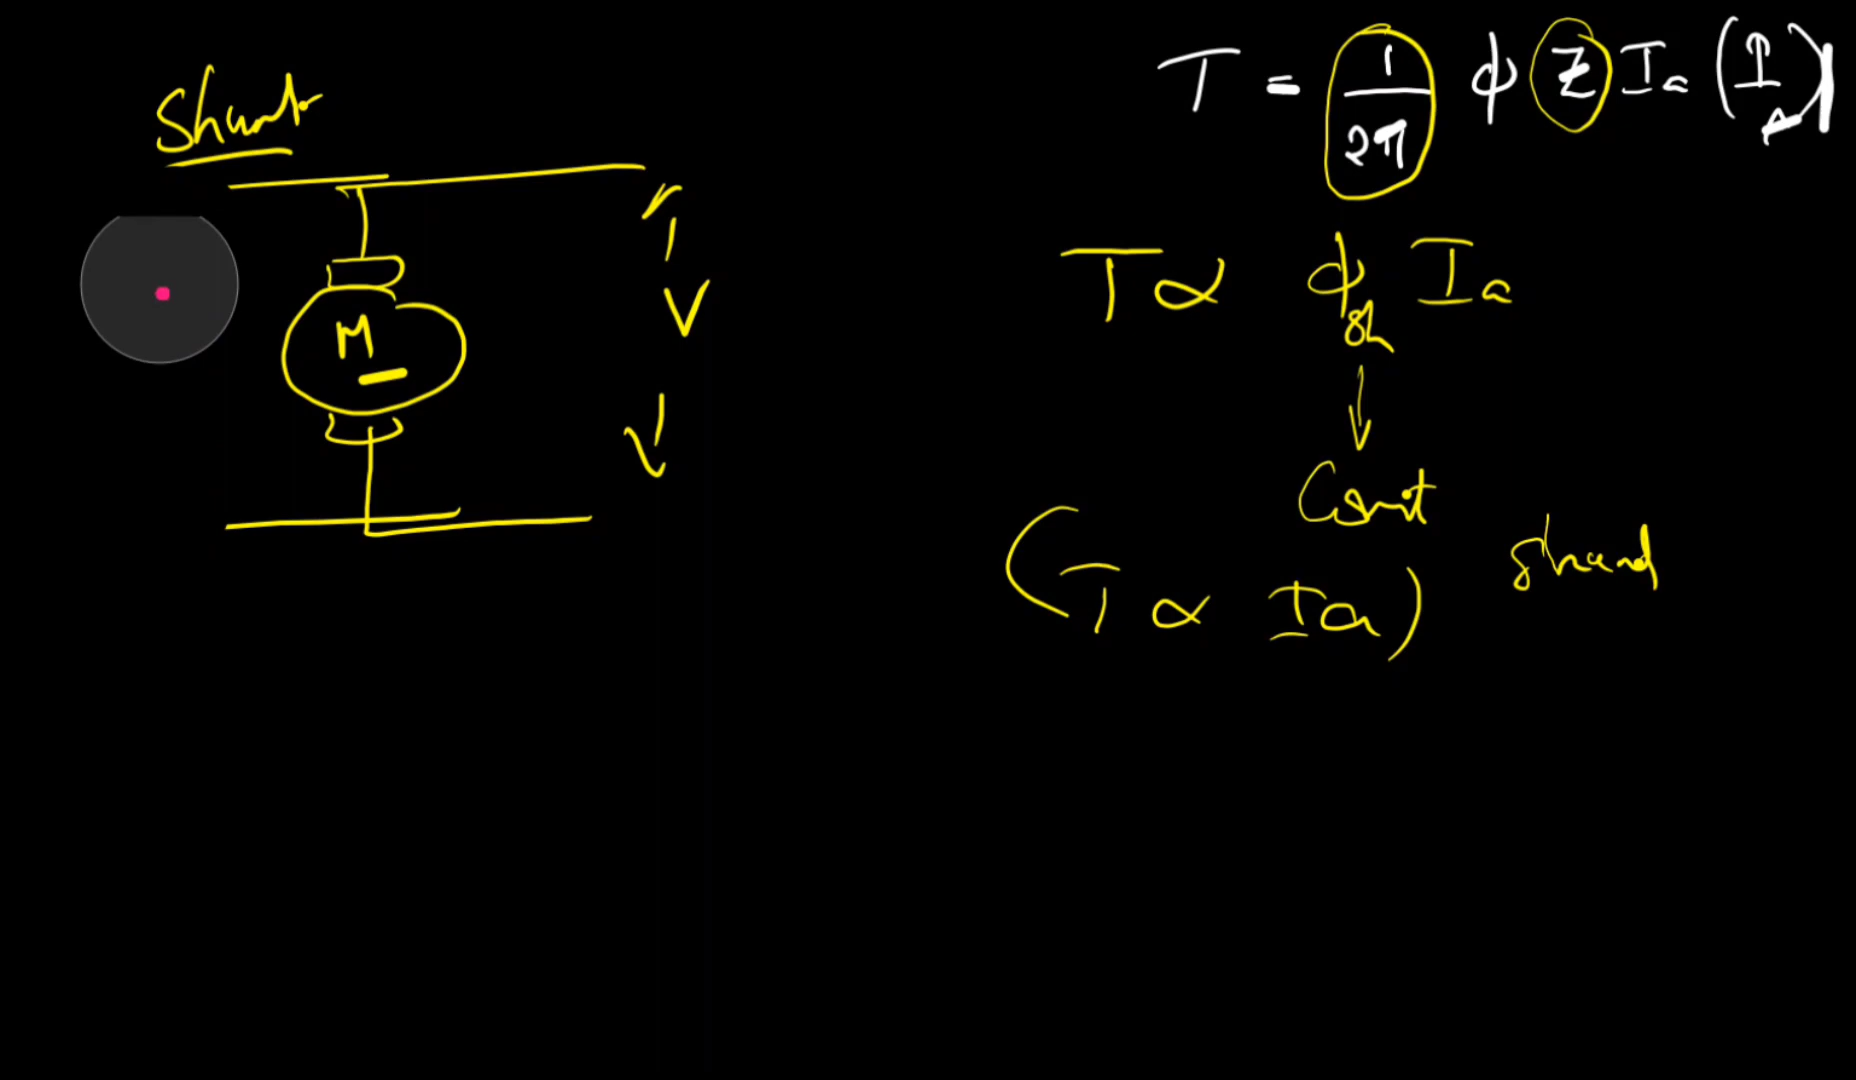 Shunt
M
V
T = 1/2π ϕ Z Ia (P/A)
T ∝ ϕsh Ia
↓
Const
(T ∝ Ia) shunt